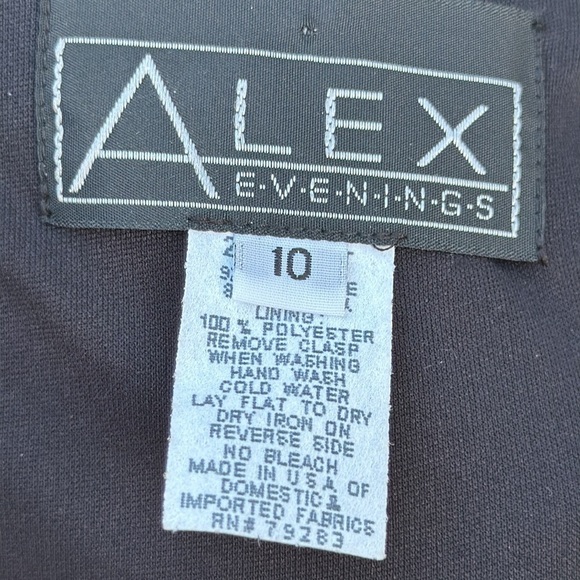 ALEX
E·V·E·N·I·N·G·S
10
LINING:
100% POLYESTER
REMOVE CLASP
WHEN WASHING
HAND WASH
COLD WATER
LAY FLAT TO DRY
DRY IRON ON
REVERSE SIDE
NO BLEACH
MADE IN U.S.A OF
DOMESTIC &
IMPORTED FABRICS
RN# 79283